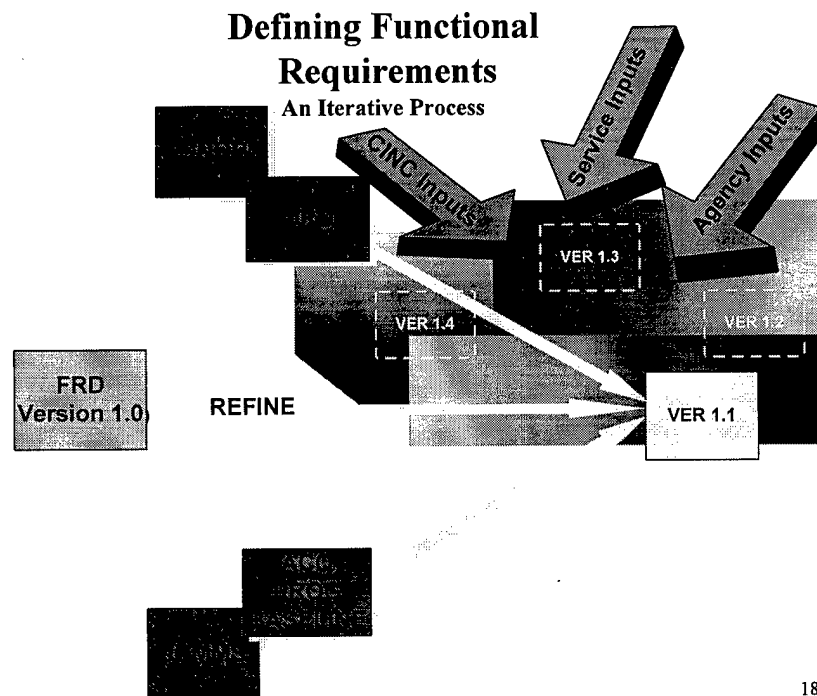 Defining Functional
Requirements
An Iterative Process
CINC Inputs
Service Inputs
Agency Inputs
VER 1.3
VER 1.4
VER 1.2
FRD
Version 1.0
REFINE
VER 1.1
18